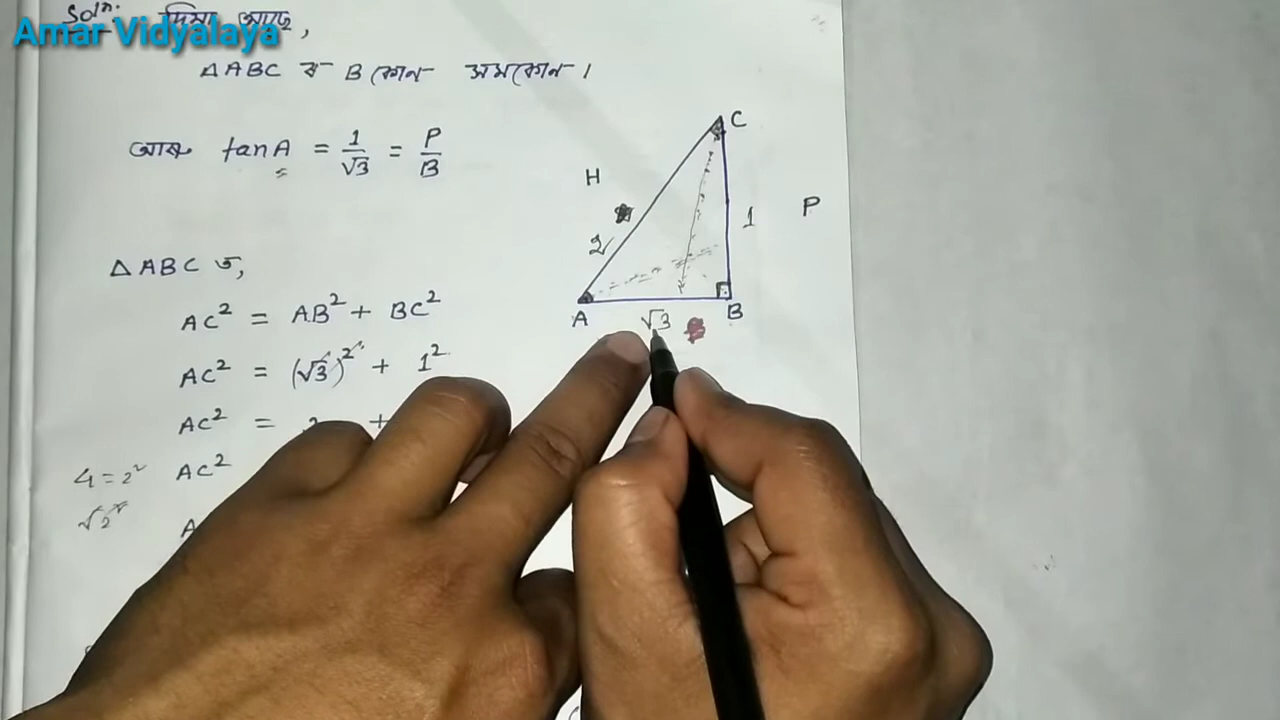 Soln.
Amar Vidyalaya
দিয়া আছে,
ΔABC ৰ B কোন সমকোন।
আৰু tanA = 1/√3 = P/B
ΔABC ত,
AC² = AB² + BC²
AC² = (√3)² + 1²
AC² =
4 = 2² AC²
√2²
C
H
P
2
1
A
B
√3